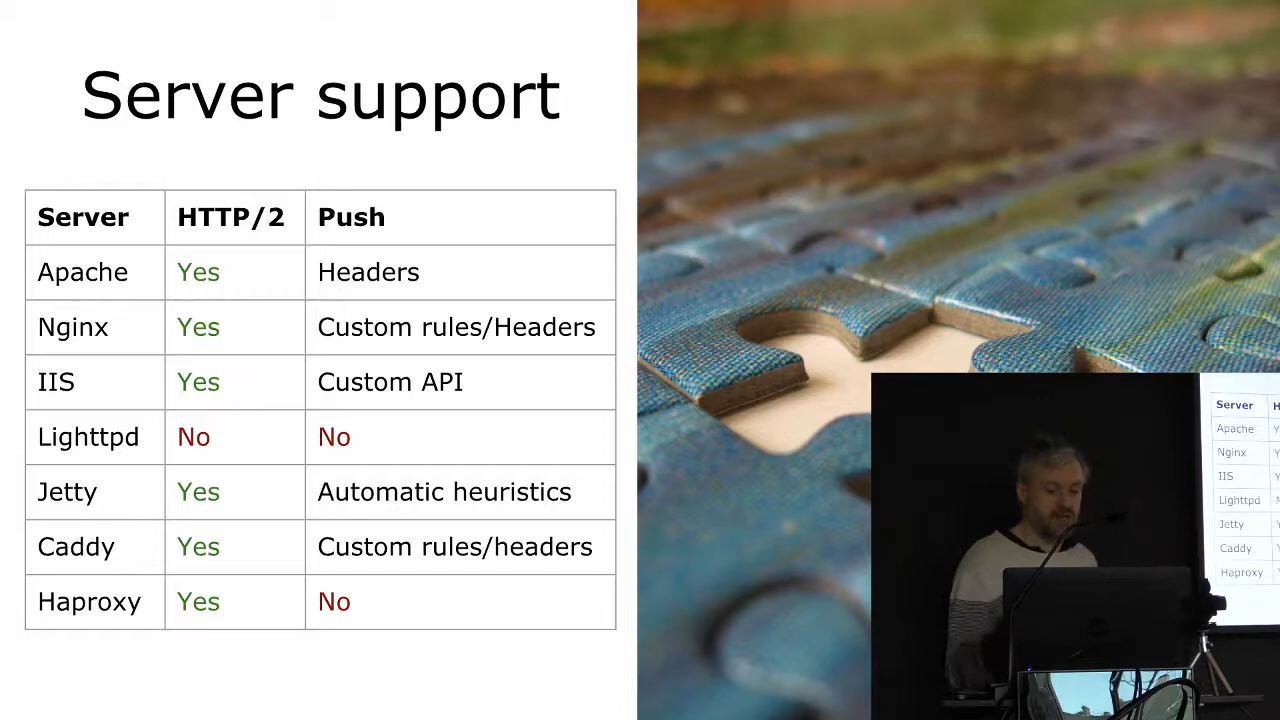 Server support
Server HTTP/2 Push
Apache Yes Headers
Nginx Yes Custom rules/Headers
IIS Yes Custom API
Lighttpd No No
Jetty Yes Automatic heuristics
Caddy Yes Custom rules/headers
Haproxy Yes No
Server H
Apache Y
Nginx Y
IIS Y
Lighttpd N
Jetty Y
Caddy Y
Haproxy Y